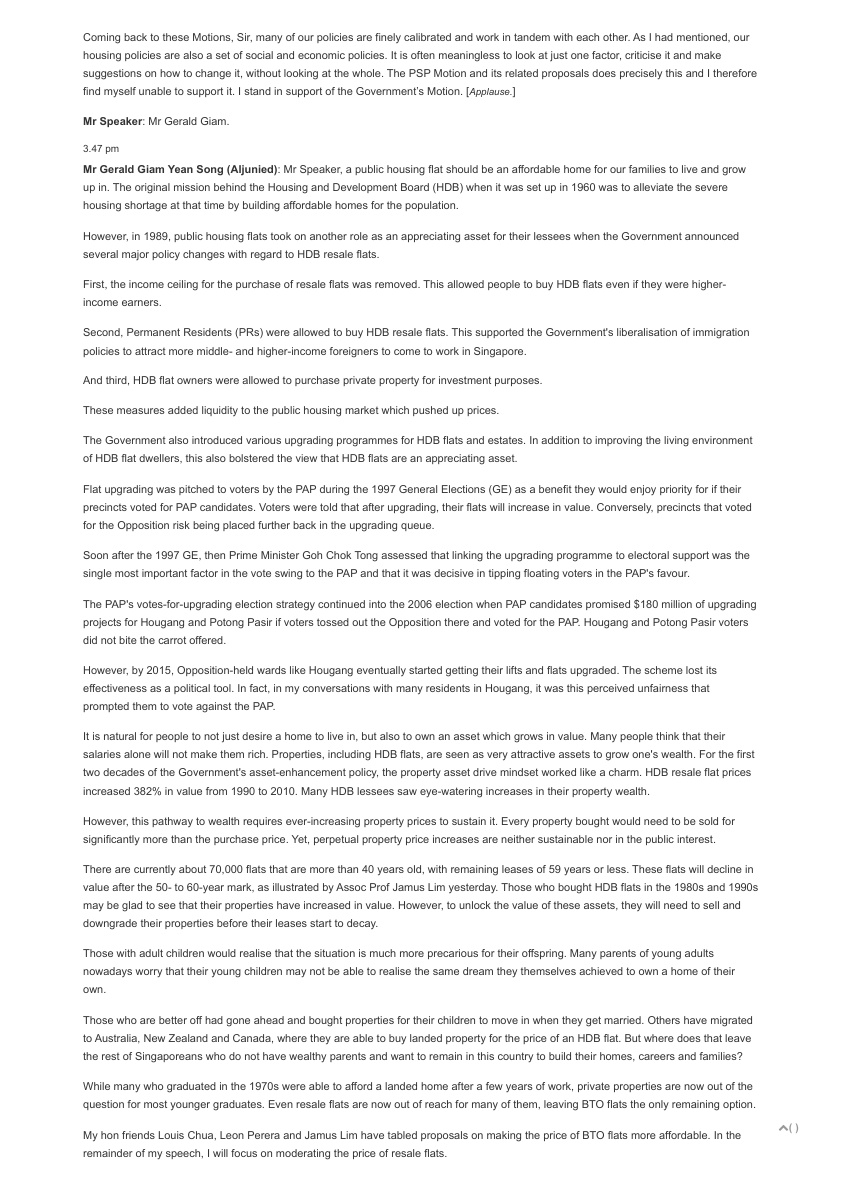 Coming back to these Motions, Sir, many of our policies are finely calibrated and work in tandem with each other. As I had mentioned, our
housing policies are also a set of social and economic policies. It is often meaningless to look at just one factor, criticise it and make
suggestions on how to change it, without looking at the whole. The PSP Motion and its related proposals does precisely this and I therefore
find myself unable to support it. I stand in support of the Government's Motion. [Applause.]
Mr Speaker: Mr Gerald Giam.
3.47 pm
Mr Gerald Giam Yean Song (Aljunied): Mr Speaker, a public housing flat should be an affordable home for our families to live and grow
up in. The original mission behind the Housing and Development Board (HDB) when it was set up in 1960 was to alleviate the severe
housing shortage at that time by building affordable homes for the population.
However, in 1989, public housing flats took on another role as an appreciating asset for their lessees when the Government announced
several major policy changes with regard to HDB resale flats.
First, the income ceiling for the purchase of resale flats was removed. This allowed people to buy HDB flats even if they were higher-
income earners.
Second, Permanent Residents (PRs) were allowed to buy HDB resale flats. This supported the Government's liberalisation of immigration
policies to attract more middle- and higher-income foreigners to come to work in Singapore.
And third, HDB flat owners were allowed to purchase private property for investment purposes.
These measures added liquidity to the public housing market which pushed up prices.
The Government also introduced various upgrading programmes for HDB flats and estates. In addition to improving the living environment
of HDB flat dwellers, this also bolstered the view that HDB flats are an appreciating asset.
Flat upgrading was pitched to voters by the PAP during the 1997 General Elections (GE) as a benefit they would enjoy priority for if their
precincts voted for PAP candidates. Voters were told that after upgrading, their flats will increase in value. Conversely, precincts that voted
for the Opposition risk being placed further back in the upgrading queue.
Soon after the 1997 GE, then Prime Minister Goh Chok Tong assessed that linking the upgrading programme to electoral support was the
single most important factor in the vote swing to the PAP and that it was decisive in tipping floating voters in the PAP's favour.
The PAP's votes-for-upgrading election strategy continued into the 2006 election when PAP candidates promised $180 million of upgrading
projects for Hougang and Potong Pasir if voters tossed out the Opposition there and voted for the PAP. Hougang and Potong Pasir voters
did not bite the carrot offered.
However, by 2015, Opposition-held wards like Hougang eventually started getting their lifts and flats upgraded. The scheme lost its
effectiveness as a political tool. In fact, in my conversations with many residents in Hougang, it was this perceived unfairness that
prompted them to vote against the PAP.
It is natural for people to not just desire a home to live in, but also to own an asset which grows in value. Many people think that their
salaries alone will not make them rich. Properties, including HDB flats, are seen as very attractive assets to grow one's wealth. For the first
two decades of the Government's asset-enhancement policy, the property asset drive mindset worked like a charm. HDB resale flat prices
increased 382% in value from 1990 to 2010. Many HDB lessees saw eye-watering increases in their property wealth.
However, this pathway to wealth requires ever-increasing property prices to sustain it. Every property bought would need to be sold for
significantly more than the purchase price. Yet, perpetual property price increases are neither sustainable nor in the public interest.
There are currently about 70,000 flats that are more than 40 years old, with remaining leases of 59 years or less. These flats will decline in
value after the 50- to 60-year mark, as illustrated by Assoc Prof Jamus Lim yesterday. Those who bought HDB flats in the 1980s and 1990s
may be glad to see that their properties have increased in value. However, to unlock the value of these assets, they will need to sell and
downgrade their properties before their leases start to decay.
Those with adult children would realise that the situation is much more precarious for their offspring. Many parents of young adults
nowadays worry that their young children may not be able to realise the same dream they themselves achieved to own a home of their
own.
Those who are better off had gone ahead and bought properties for their children to move in when they get married. Others have migrated
to Australia, New Zealand and Canada, where they are able to buy landed property for the price of an HDB flat. But where does that leave
the rest of Singaporeans who do not have wealthy parents and want to remain in this country to build their homes, careers and families?
While many who graduated in the 1970s were able to afford a landed home after a few years of work, private properties are now out of the
question for most younger graduates. Even resale flats are now out of reach for many of them, leaving BTO flats the only remaining option.
My hon friends Louis Chua, Leon Perera and Jamus Lim have tabled proposals on making the price of BTO flats more affordable. In the
remainder of my speech, I will focus on moderating the price of resale flats.
( )